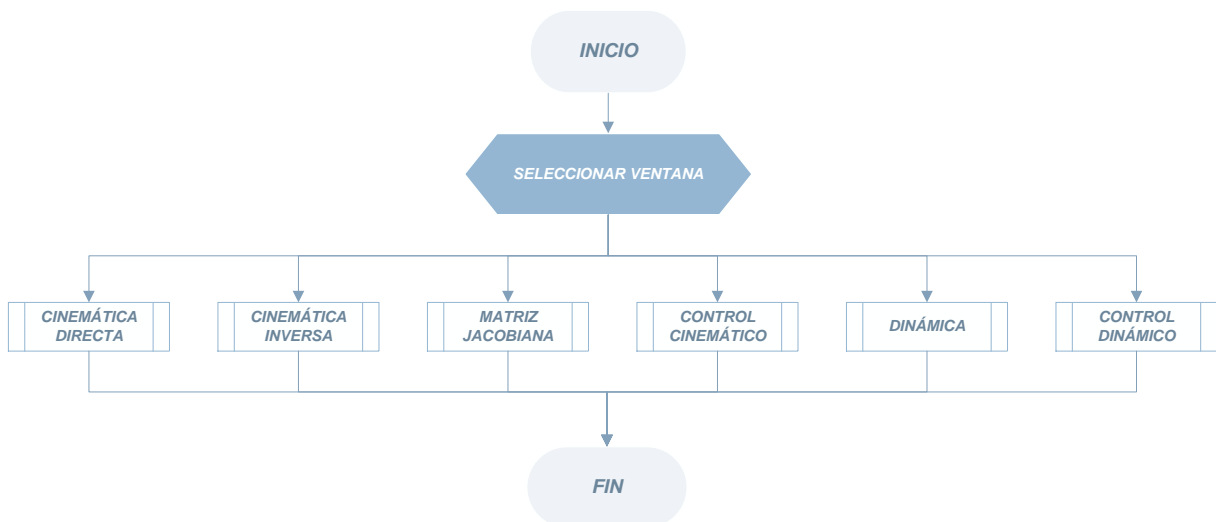 INICIO
SELECCIONAR VENTANA
CINEMÁTICA
DIRECTA
CINEMÁTICA
INVERSA
MATRIZ
JACOBIANA
CONTROL
CINEMÁTICO
DINÁMICA
CONTROL
DINÁMICO
FIN